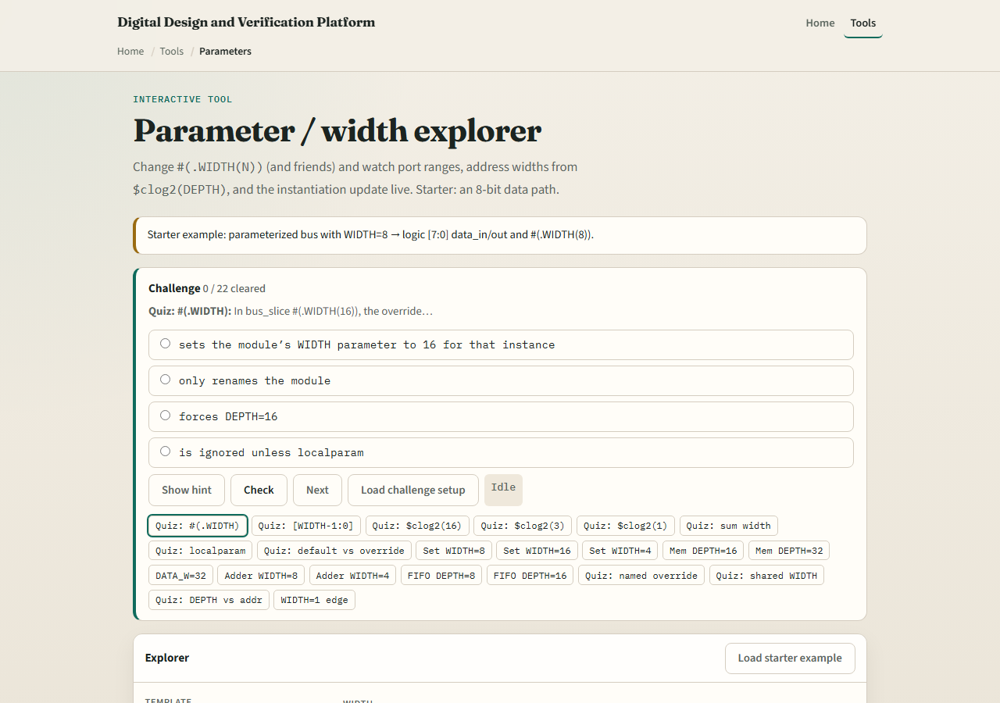 Digital Design and Verification Platform
Home Tools
Home / Tools / Parameters
INTERACTIVE TOOL
Parameter / width explorer
Change #(.WIDTH(N)) (and friends) and watch port ranges, address widths from
$clog2(DEPTH), and the instantiation update live. Starter: an 8-bit data path.
Starter example: parameterized bus with WIDTH=8 → logic [7:0] data_in/out and #(.WIDTH(8)).
Challenge 0 / 22 cleared
Quiz: #(.WIDTH): In bus_slice #(.WIDTH(16)), the override…
sets the module’s WIDTH parameter to 16 for that instance
only renames the module
forces DEPTH=16
is ignored unless localparam
Show hint Check Next Load challenge setup Idle
Quiz: #(.WIDTH) Quiz: [WIDTH-1:0] Quiz: $clog2(16) Quiz: $clog2(3) Quiz: $clog2(1) Quiz: sum width
Quiz: localparam Quiz: default vs override Set WIDTH=8 Set WIDTH=16 Set WIDTH=4 Mem DEPTH=16 Mem DEPTH=32
DATA_W=32 Adder WIDTH=8 Adder WIDTH=4 FIFO DEPTH=8 FIFO DEPTH=16 Quiz: named override Quiz: shared WIDTH
Quiz: DEPTH vs addr WIDTH=1 edge
Explorer Load starter example
TEMPLATE WIDTH